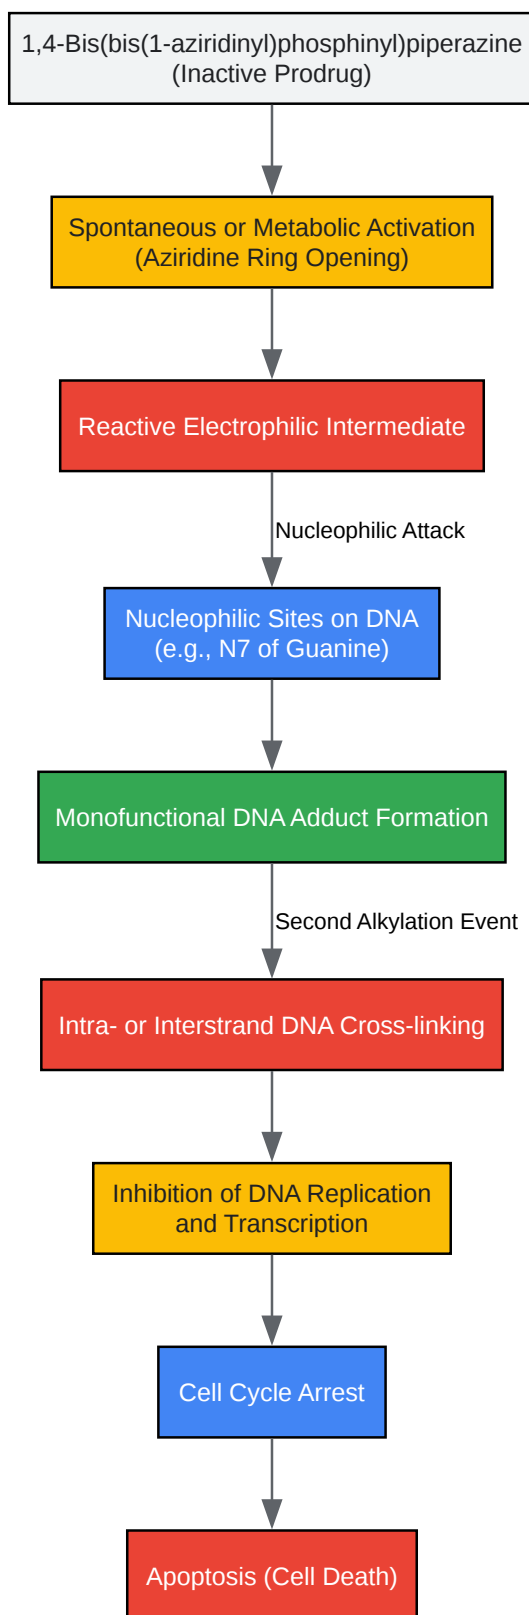 1,4-Bis(bis(1-aziridinyl)phosphinyl)piperazine
(Inactive Prodrug)
Spontaneous or Metabolic Activation
(Aziridine Ring Opening)
Reactive Electrophilic Intermediate
Nucleophilic Attack
Nucleophilic Sites on DNA
(e.g., N7 of Guanine)
Monofunctional DNA Adduct Formation
Second Alkylation Event
Intra- or Interstrand DNA Cross-linking
Inhibition of DNA Replication
and Transcription
Cell Cycle Arrest
Apoptosis (Cell Death)